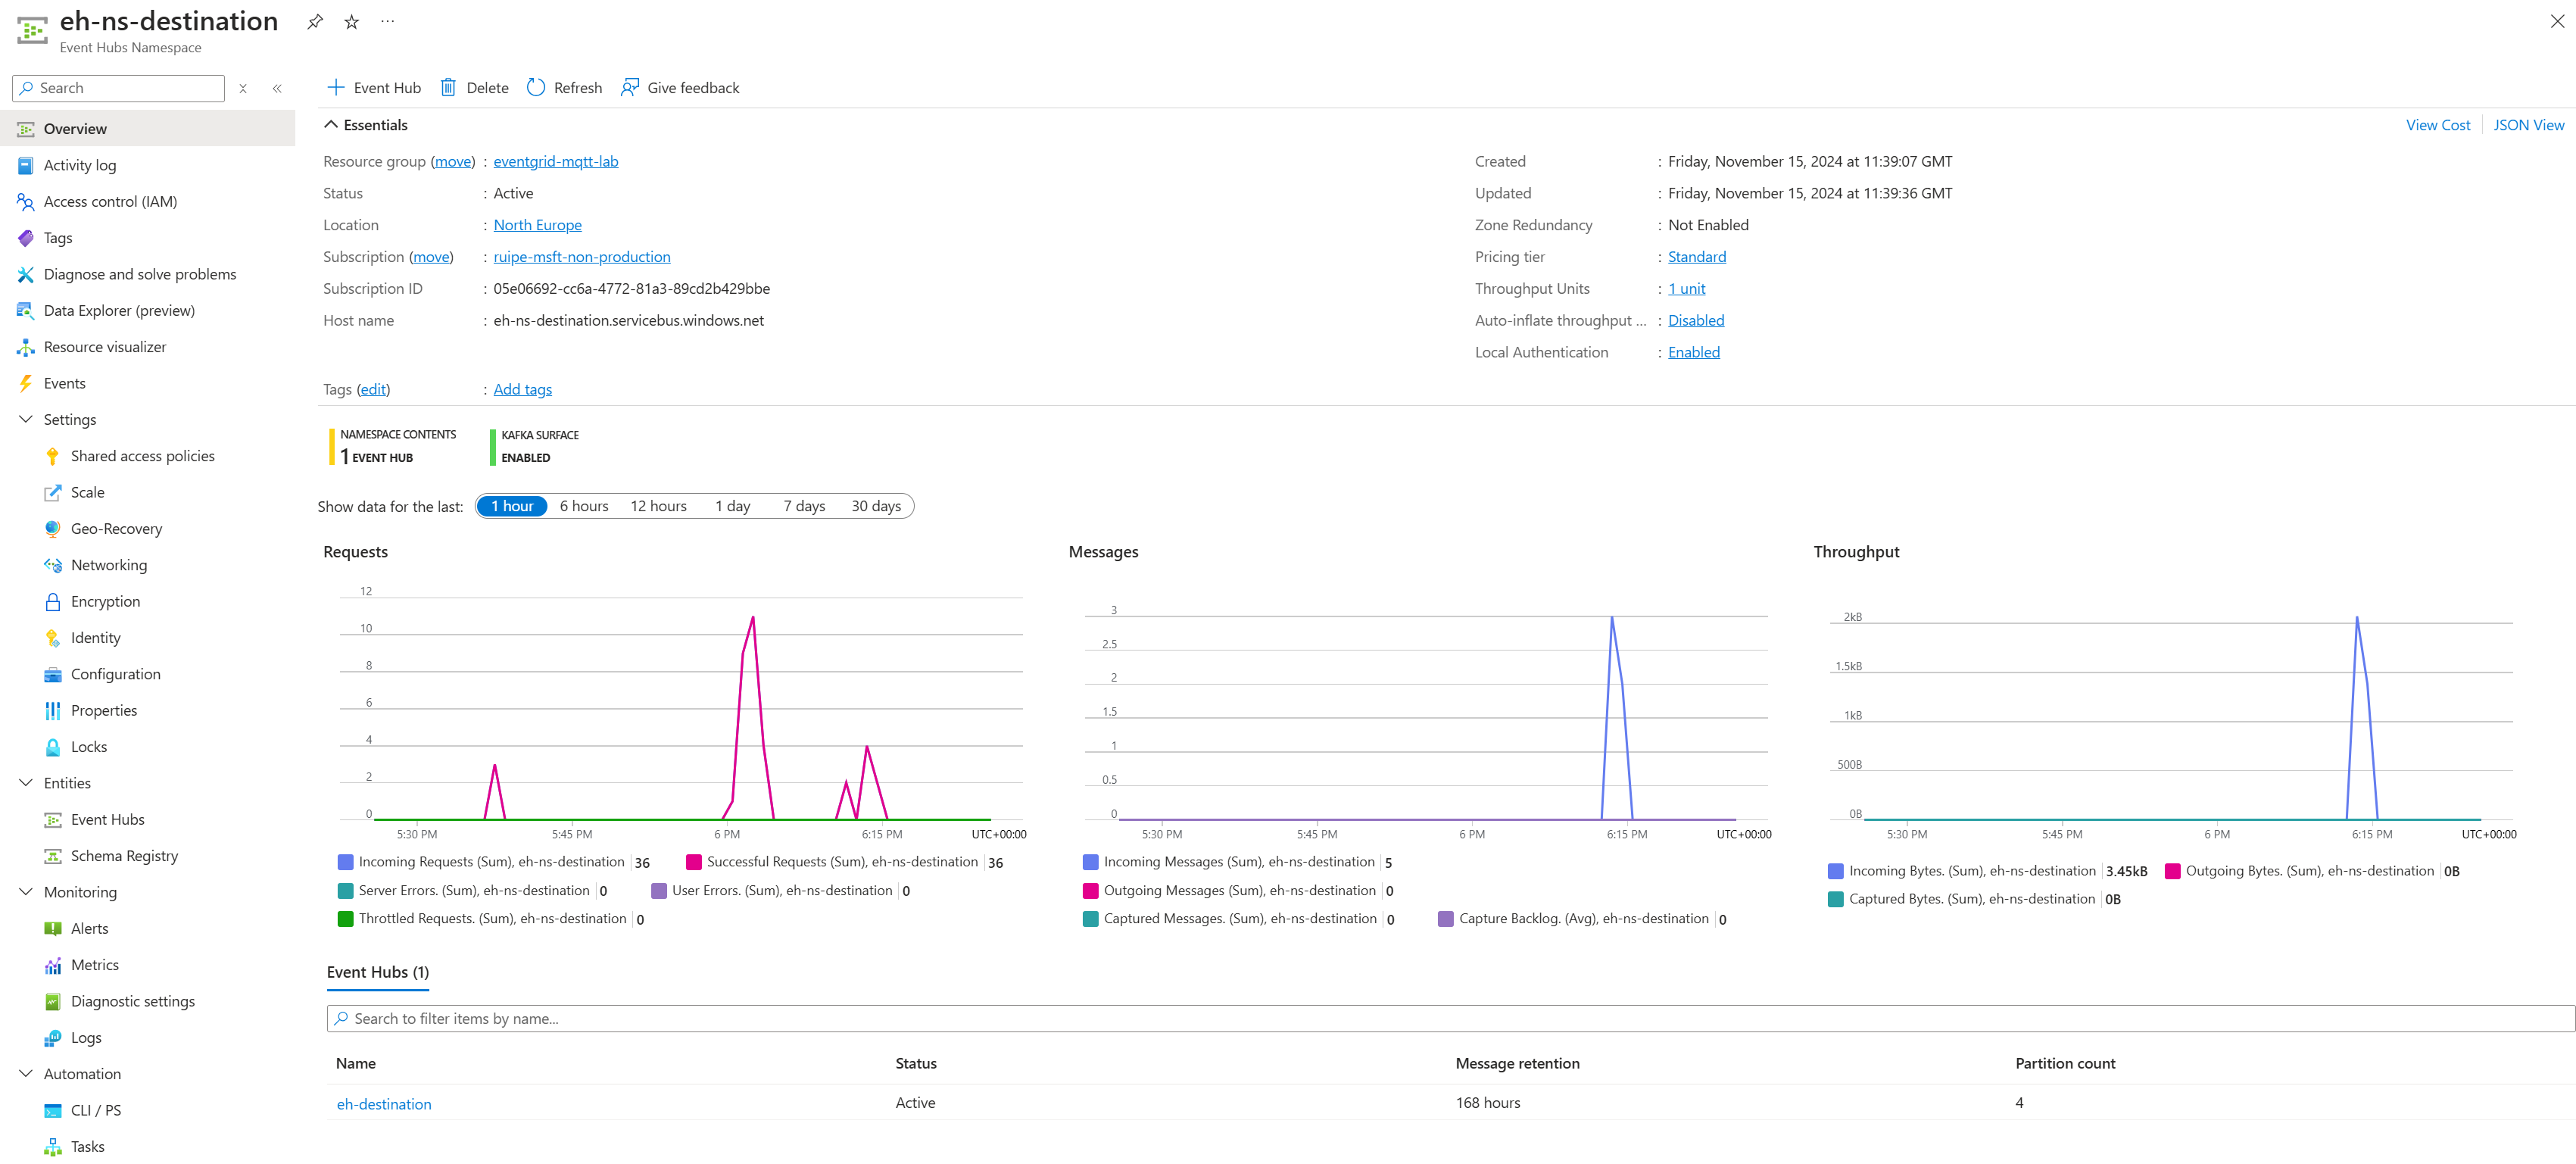 eh-ns-destination
Event Hubs Namespace
Search
Overview
Activity log
Access control (IAM)
Tags
Diagnose and solve problems
Data Explorer (preview)
Resource visualizer
Events
Settings
Shared access policies
Scale
Geo-Recovery
Networking
Encryption
Identity
Configuration
Properties
Locks
Entities
Event Hubs
Schema Registry
Monitoring
Alerts
Metrics
Diagnostic settings
Logs
Automation
CLI / PS
Tasks
Event Hub Delete Refresh Give feedback
Essentials
View Cost JSON View
Resource group (move) : eventgrid-mqtt-lab
Status : Active
Location : North Europe
Subscription (move) : ruipe-msft-non-production
Subscription ID : 05e06692-cc6a-4772-81a3-89cd2b429bbe
Host name : eh-ns-destination.servicebus.windows.net
Created : Friday, November 15, 2024 at 11:39:07 GMT
Updated : Friday, November 15, 2024 at 11:39:36 GMT
Zone Redundancy : Not Enabled
Pricing tier : Standard
Throughput Units : 1 unit
Auto-inflate throughput ... : Disabled
Local Authentication : Enabled
Tags (edit) : Add tags
NAMESPACE CONTENTS
1 EVENT HUB
KAFKA SURFACE
ENABLED
Show data for the last: 1 hour 6 hours 12 hours 1 day 7 days 30 days
Requests
12
10
8
6
4
2
0
5:30 PM 5:45 PM 6 PM 6:15 PM UTC+00:00
Incoming Requests (Sum), eh-ns-destination 36
Successful Requests (Sum), eh-ns-destination 36
Server Errors. (Sum), eh-ns-destination 0
User Errors. (Sum), eh-ns-destination 0
Throttled Requests. (Sum), eh-ns-destination 0
Messages
3
2.5
2
1.5
1
0.5
0
5:30 PM 5:45 PM 6 PM 6:15 PM UTC+00:00
Incoming Messages (Sum), eh-ns-destination 5
Outgoing Messages (Sum), eh-ns-destination 0
Captured Messages. (Sum), eh-ns-destination 0
Capture Backlog. (Avg), eh-ns-destination 0
Throughput
2kB
1.5kB
1kB
500B
0B
5:30 PM 5:45 PM 6 PM 6:15 PM UTC+00:00
Incoming Bytes. (Sum), eh-ns-destination 3.45kB
Outgoing Bytes. (Sum), eh-ns-destination 0B
Captured Bytes. (Sum), eh-ns-destination 0B
Event Hubs (1)
Search to filter items by name...
Name Status Message retention Partition count
eh-destination Active 168 hours 4